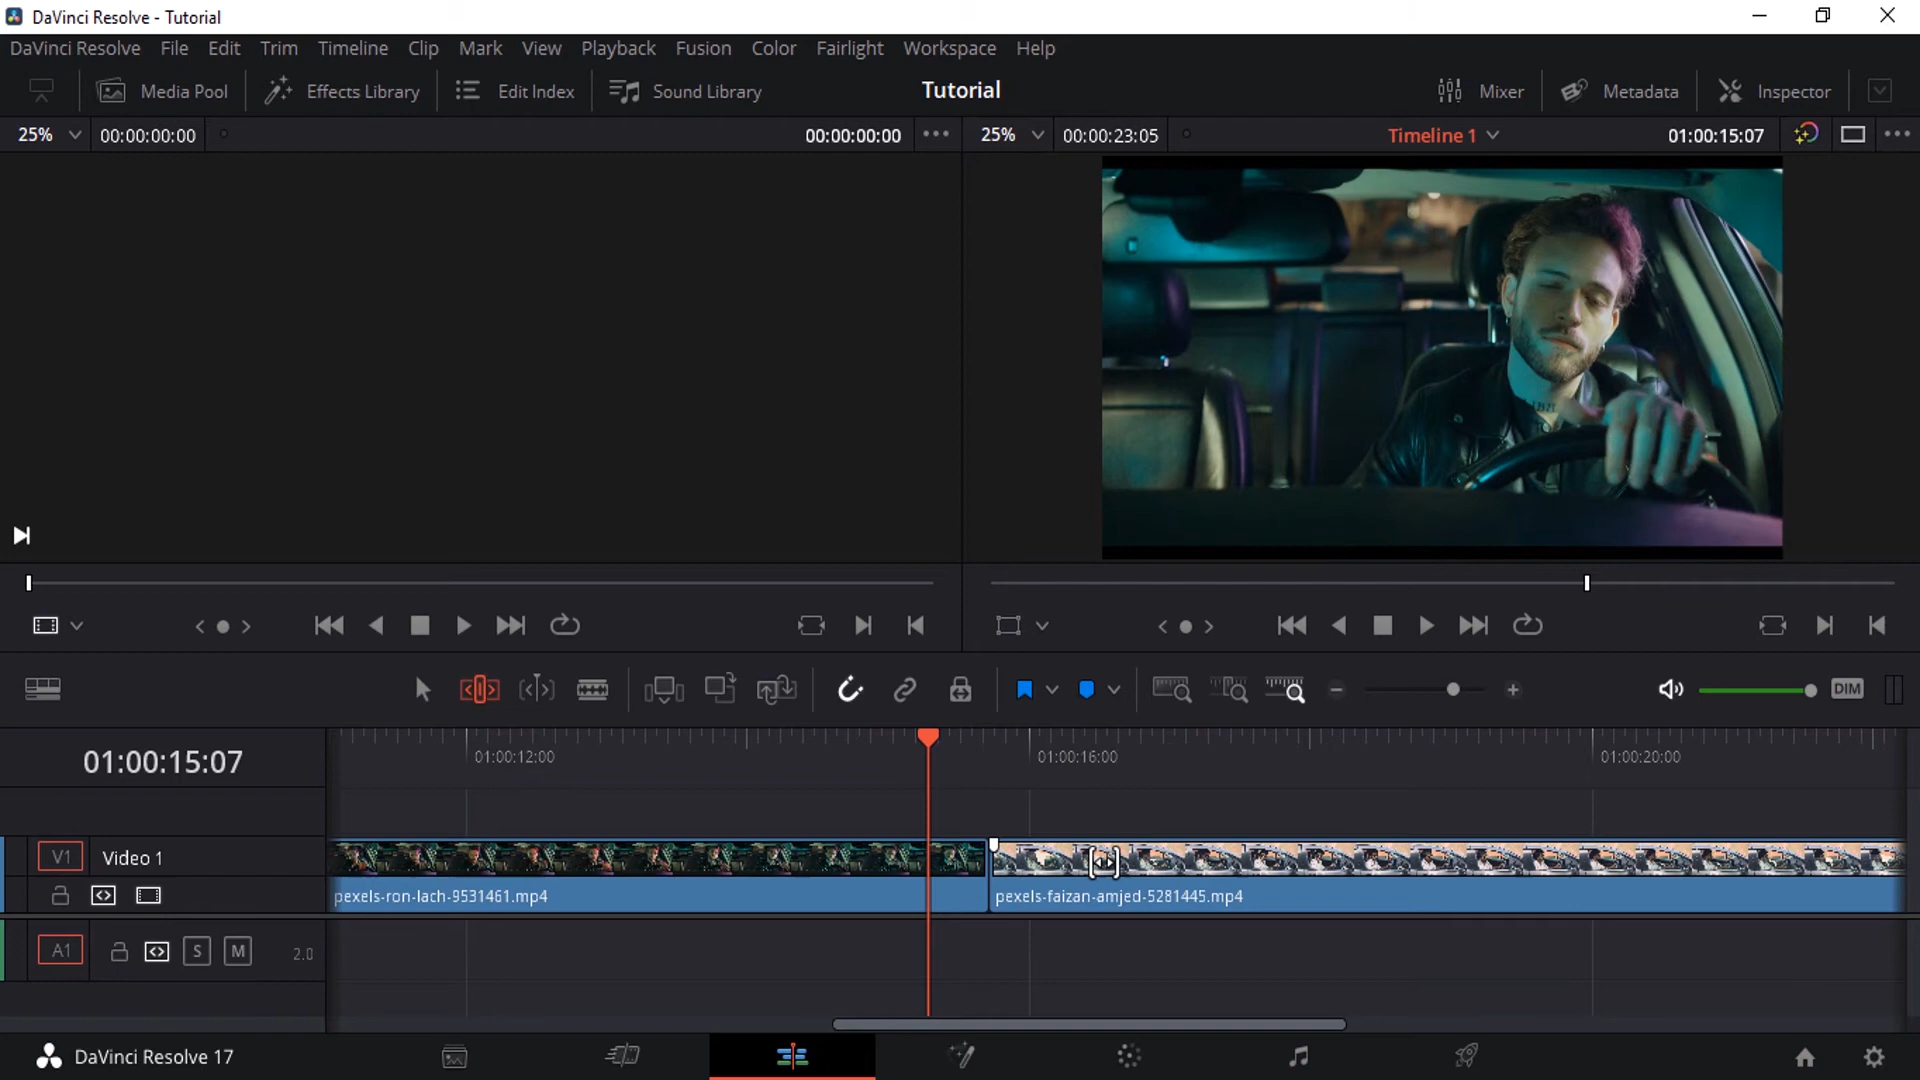 DaVinci Resolve - Tutorial
DaVinci Resolve File Edit Trim Timeline Clip Mark View Playback Fusion Color Fairlight Workspace Help
Media Pool Effects Library Edit Index Sound Library Tutorial Mixer Metadata Inspector
25% 00:00:00:00 00:00:00:00 25% 00:00:23:05 Timeline 1 01:00:15:07
DIM
01:00:15:07 01:00:12:00 01:00:16:00 01:00:20:00
V1 Video 1
pexels-ron-lach-9531461.mp4 pexels-faizan-amjed-5281445.mp4
A1 S M 2.0
DaVinci Resolve 17